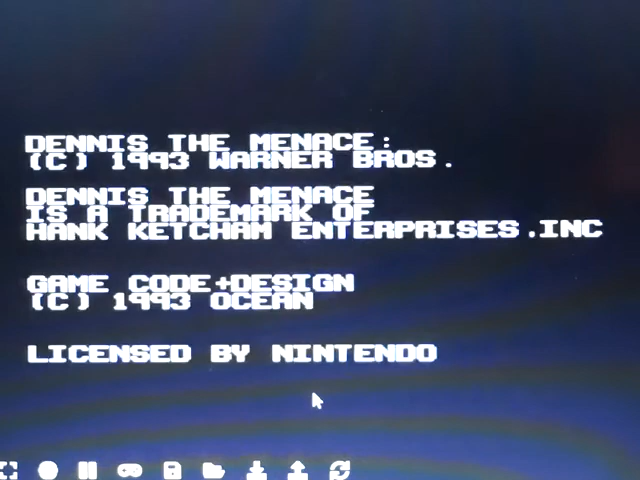 DENNIS THE MENACE:
(C) 1993 WARNER BROS.
DENNIS THE MENACE
IS A TRADEMARK OF
HANK KETCHAM ENTERPRISES.INC
GAME CODE+DESIGN
(C) 1993 OCEAN
LICENSED BY NINTENDO